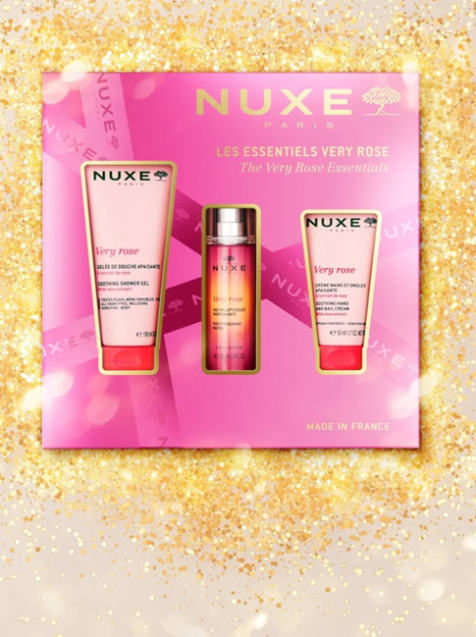 NUXE
PARIS
LES ESSENTIELS VERY ROSE
The Very Rose Essentials
NUXE
PARIS
Very rose
GELÉE DE DOUCHE APAISANTE
SOOTHING SHOWER GEL
NUXE
Very rose
NUXE
PARIS
Very rose
CRÈME MAINS ET ONGLES
APAISANTE
SOOTHING HAND
AND NAIL CREAM
MADE IN FRANCE
NUXE
NUXE